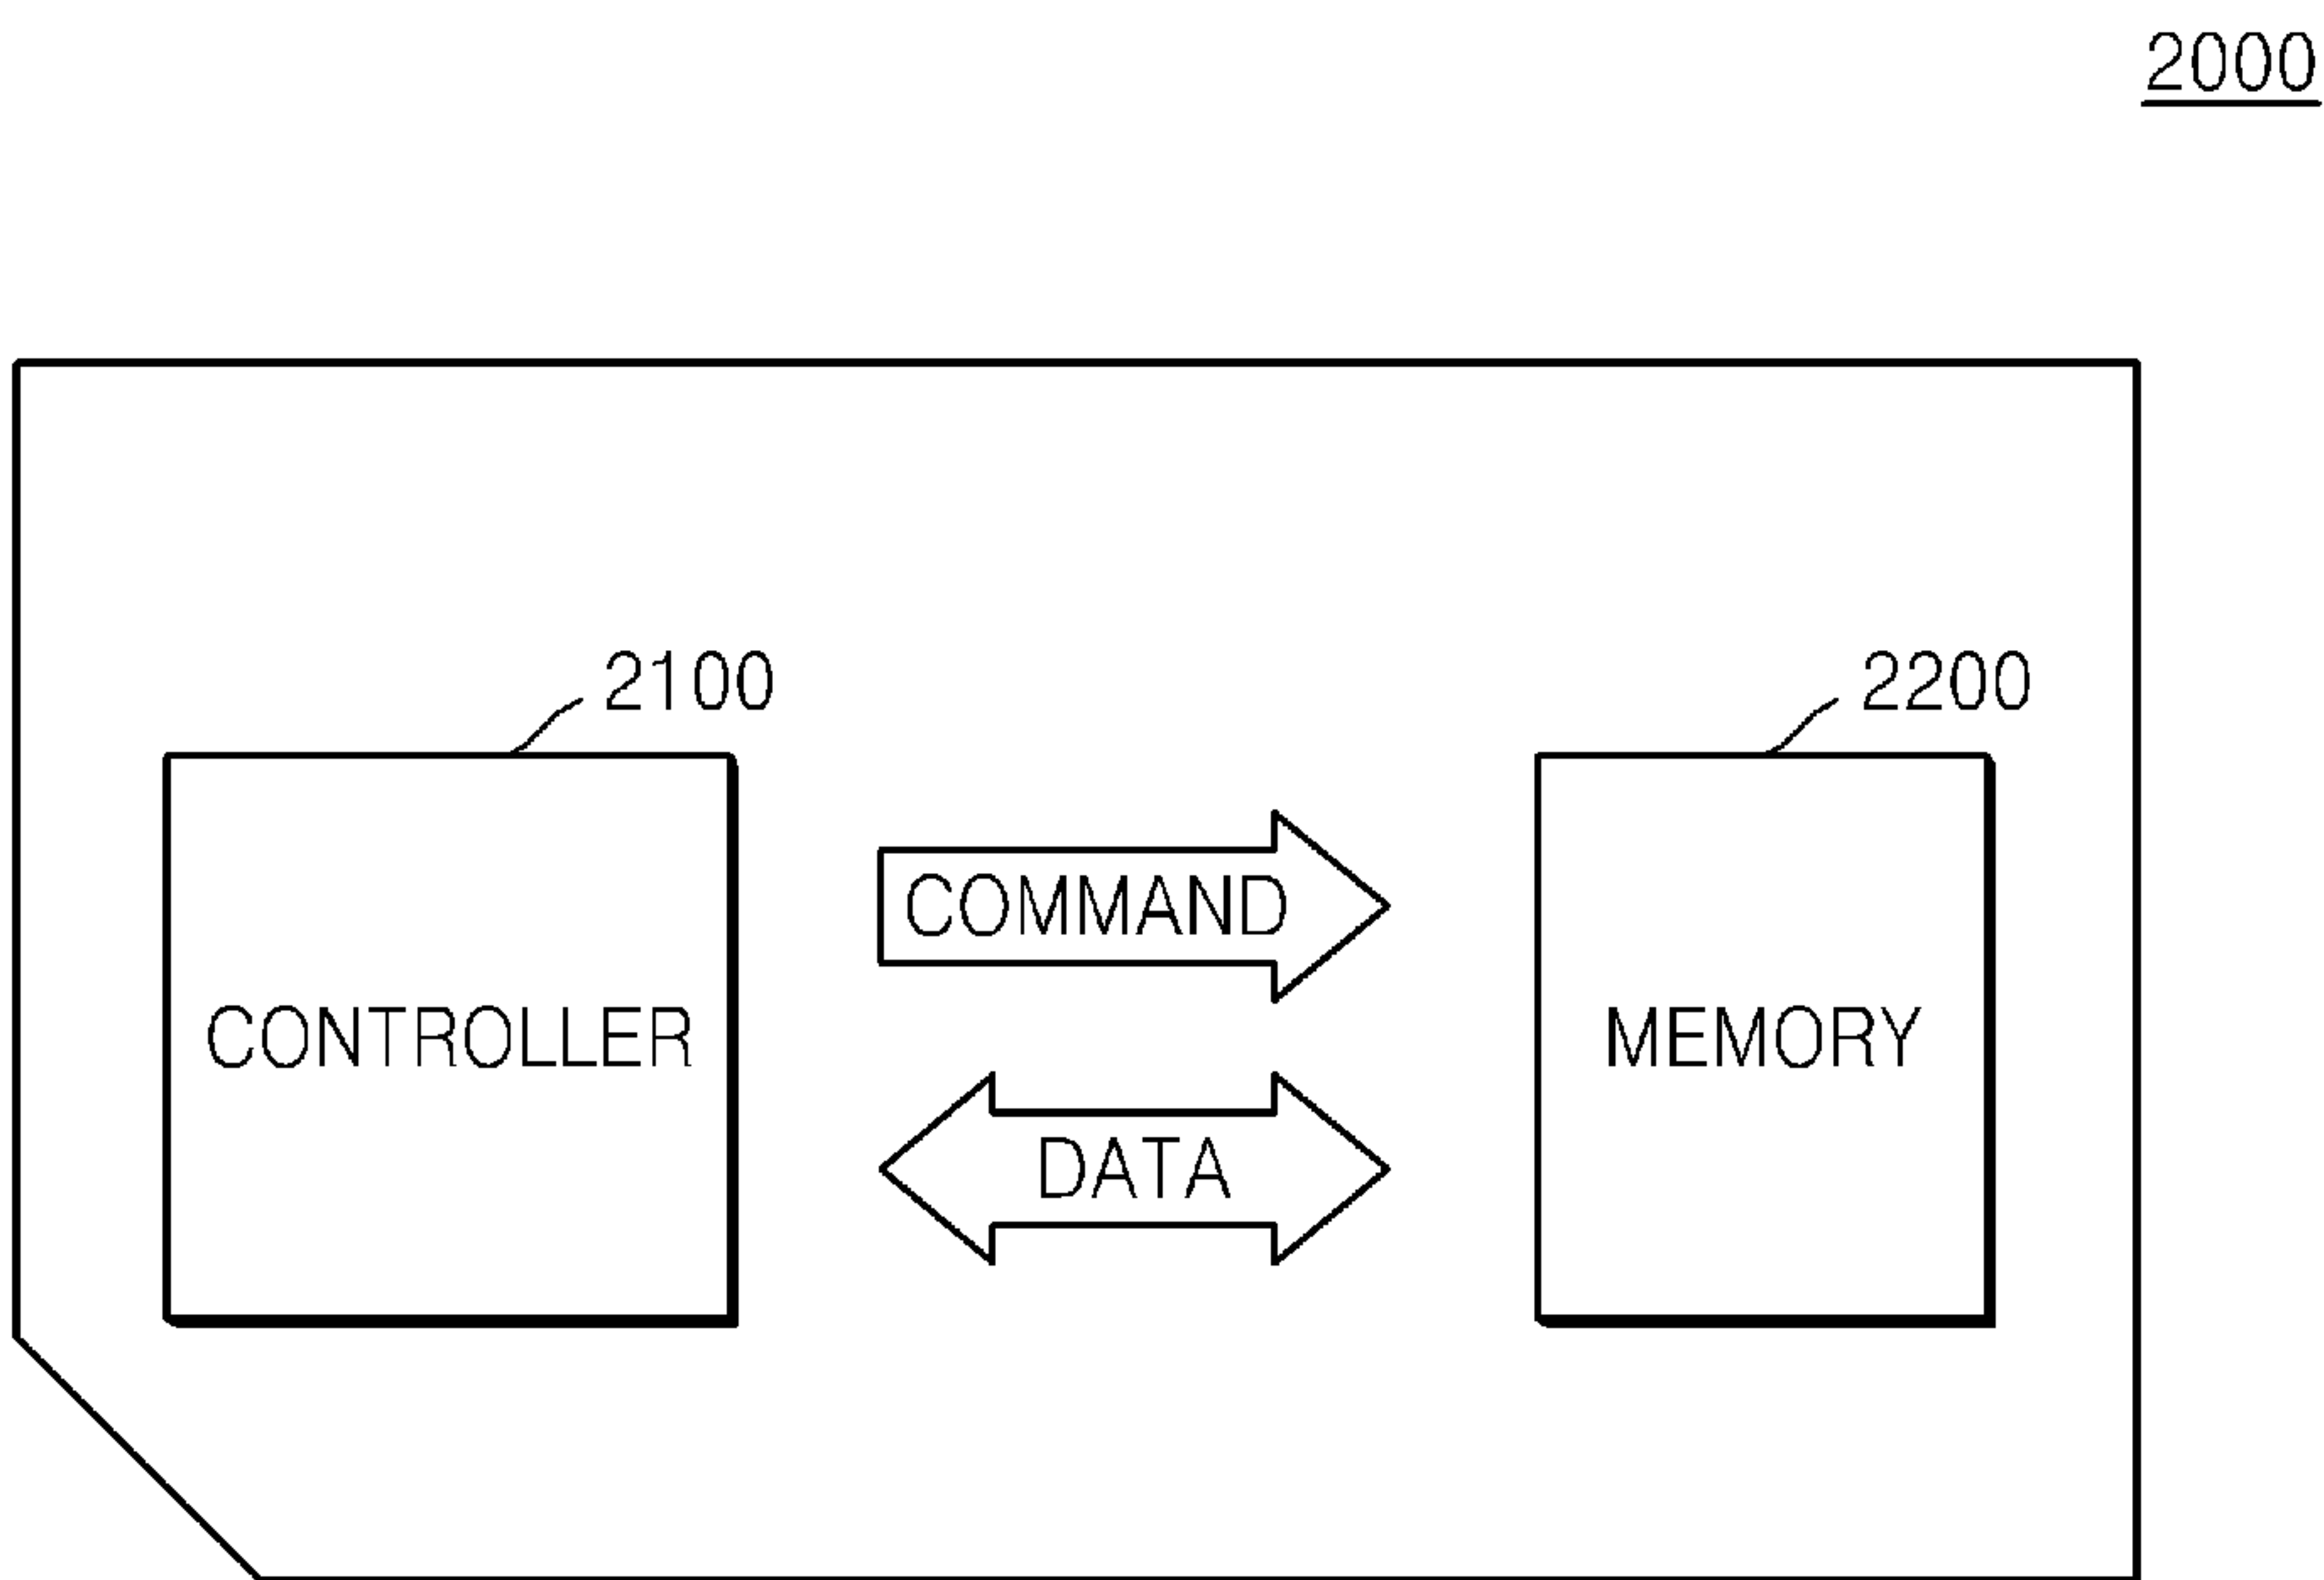 2000
2100
2200
COMMAND
CONTROLLER
MEMORY
DATA